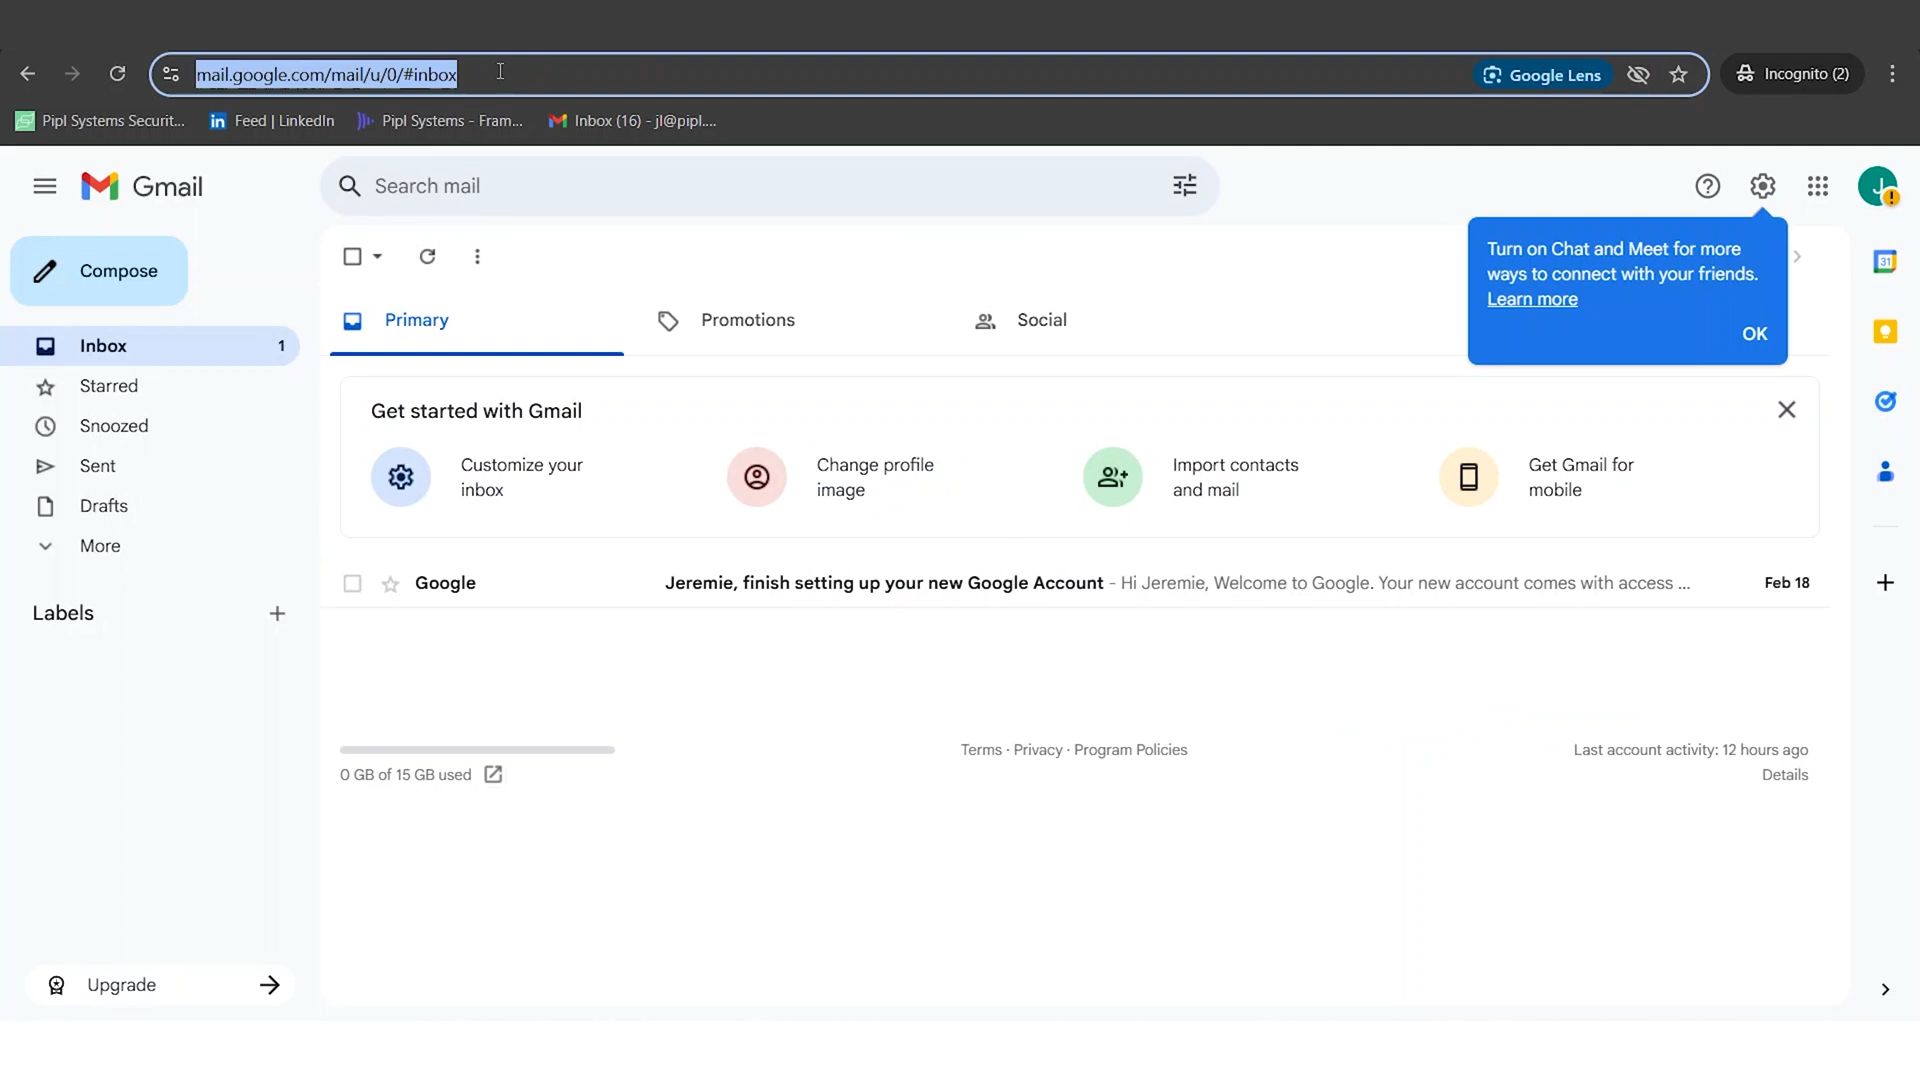 mail.google.com/mail/u/0/#inbox
Google Lens
Incognito (2)
Pipl Systems Securit...
Feed | LinkedIn
Pipl Systems - Fram...
Inbox (16) - jl@pipl....
Gmail
Search mail
J
Compose
Turn on Chat and Meet for more
ways to connect with your friends.
Learn more
OK
31
Primary
Promotions
Social
Inbox 1
Starred
Snoozed
Sent
Drafts
More
Labels
Get started with Gmail
Customize your
inbox
Change profile
image
Import contacts
and mail
Get Gmail for
mobile
Google Jeremie, finish setting up your new Google Account - Hi Jeremie, Welcome to Google. Your new account comes with access ... Feb 18
0 GB of 15 GB used
Terms · Privacy · Program Policies
Last account activity: 12 hours ago
Details
Upgrade